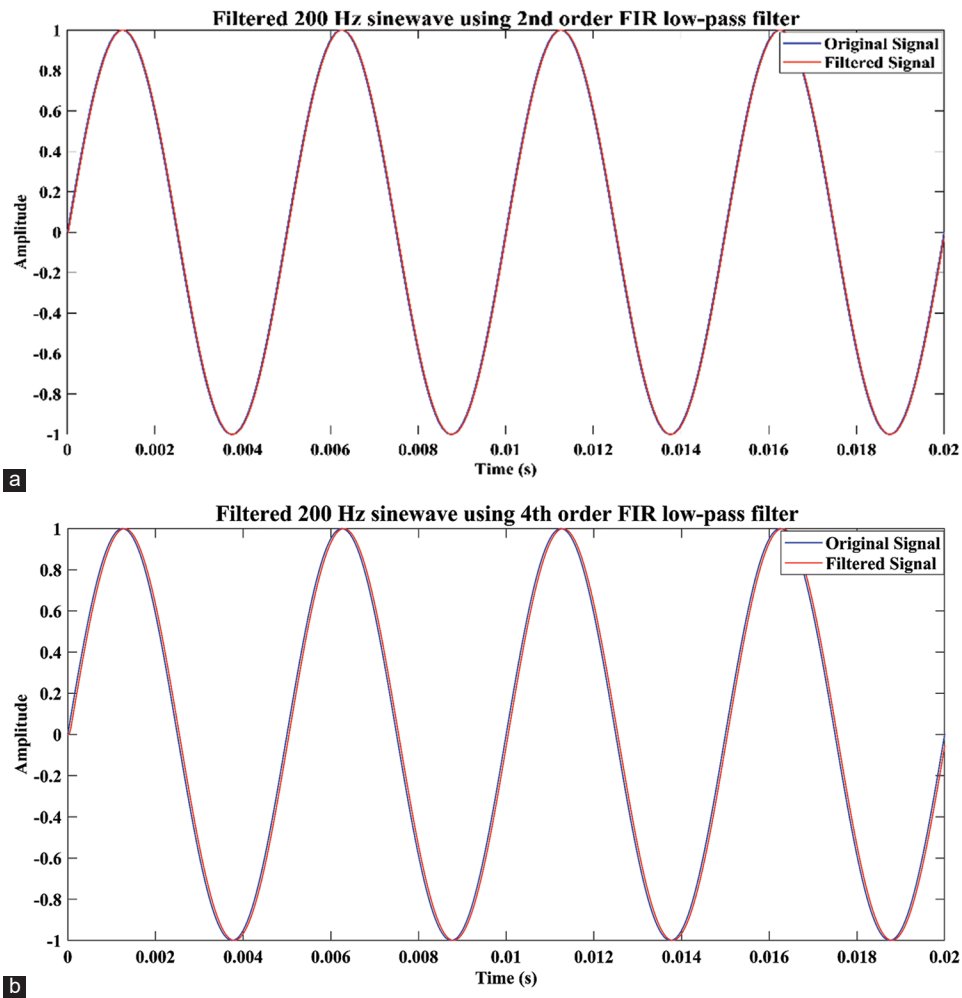 Filtered 200 Hz sinewave using 2nd order FIR low-pass filter
Original Signal
Filtered Signal
1
0.8
0.6
0.4
0.2
0
-0.2
-0.4
-0.6
-0.8
-1
Amplitude
0 0.002 0.004 0.006 0.008 0.01 0.012 0.014 0.016 0.018 0.02
Time (s)
a
Filtered 200 Hz sinewave using 4th order FIR low-pass filter
Original Signal
Filtered Signal
1
0.8
0.6
0.4
0.2
0
-0.2
-0.4
-0.6
-0.8
-1
Amplitude
0 0.002 0.004 0.006 0.008 0.01 0.012 0.014 0.016 0.018 0.02
Time (s)
b